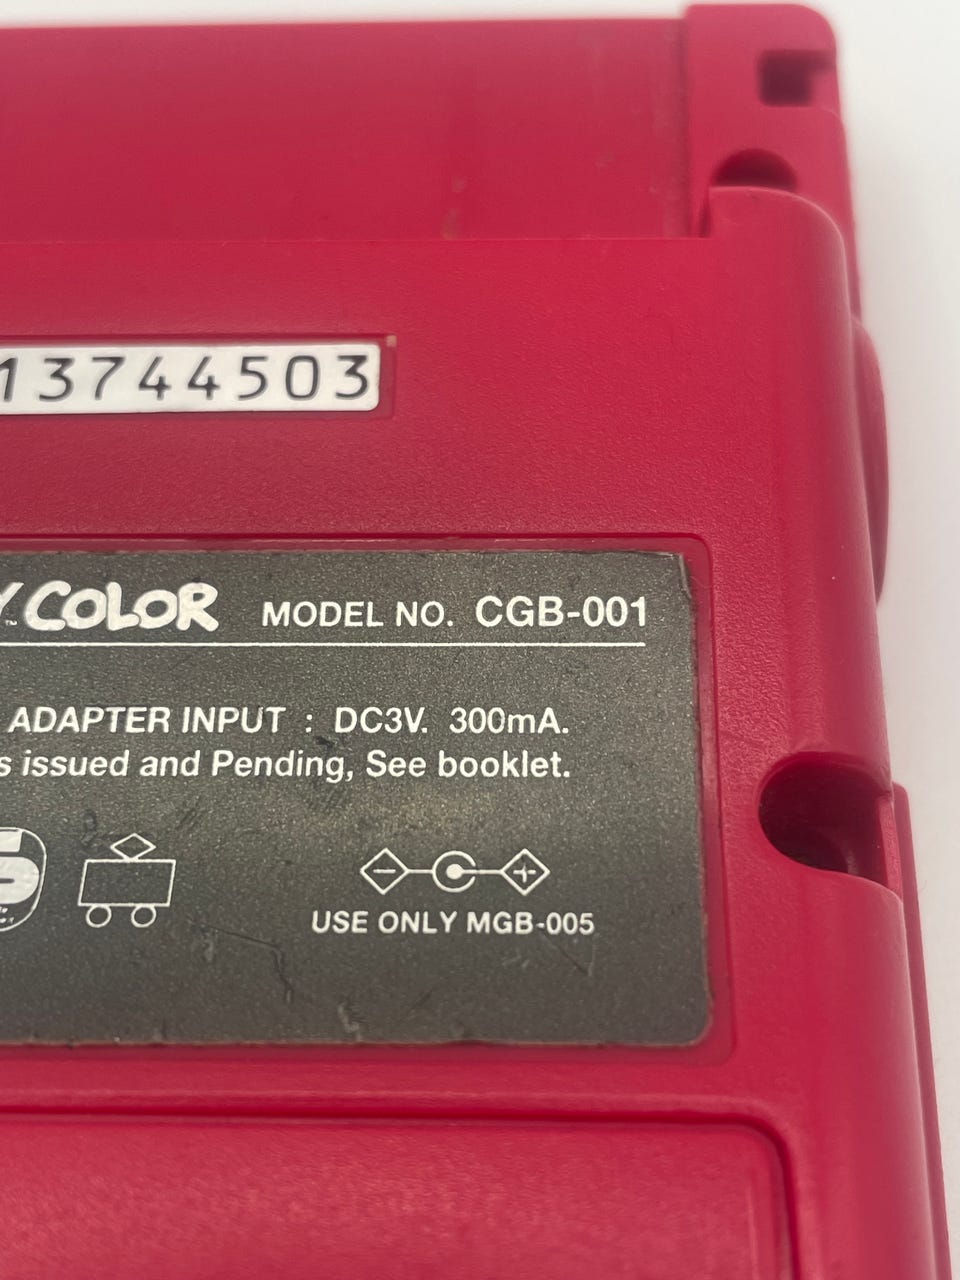 13744503
COLOR MODEL NO. CGB-001
ADAPTER INPUT : DC3V. 300mA.
issued and Pending, See booklet.
USE ONLY MGB-005